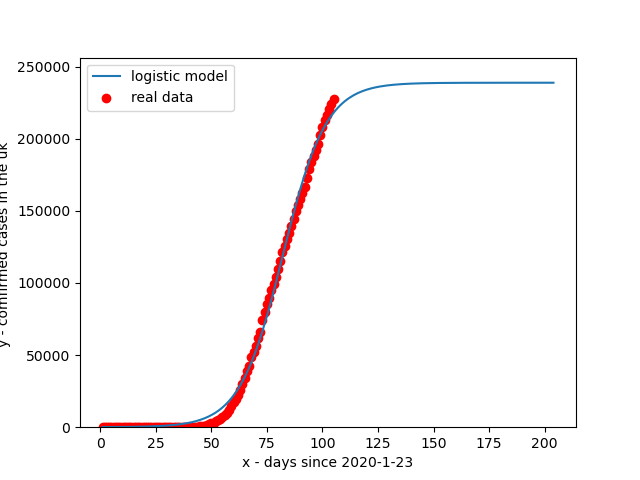 logistic model
real data
250000
200000
150000
100000
50000
0
0 25 50 75 100 125 150 175 200
x - days since 2020-1-23
y - comfirmed cases in the uk